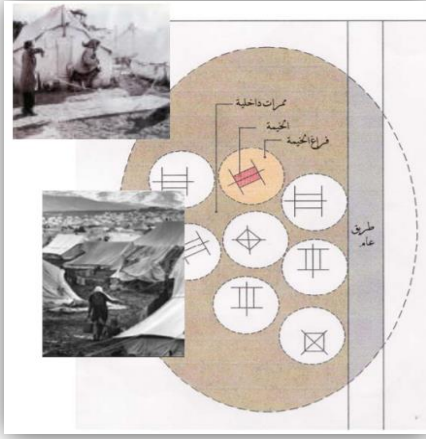 ممرات داخلية
الخيمة
فراغ الخيمة
طريق
عام